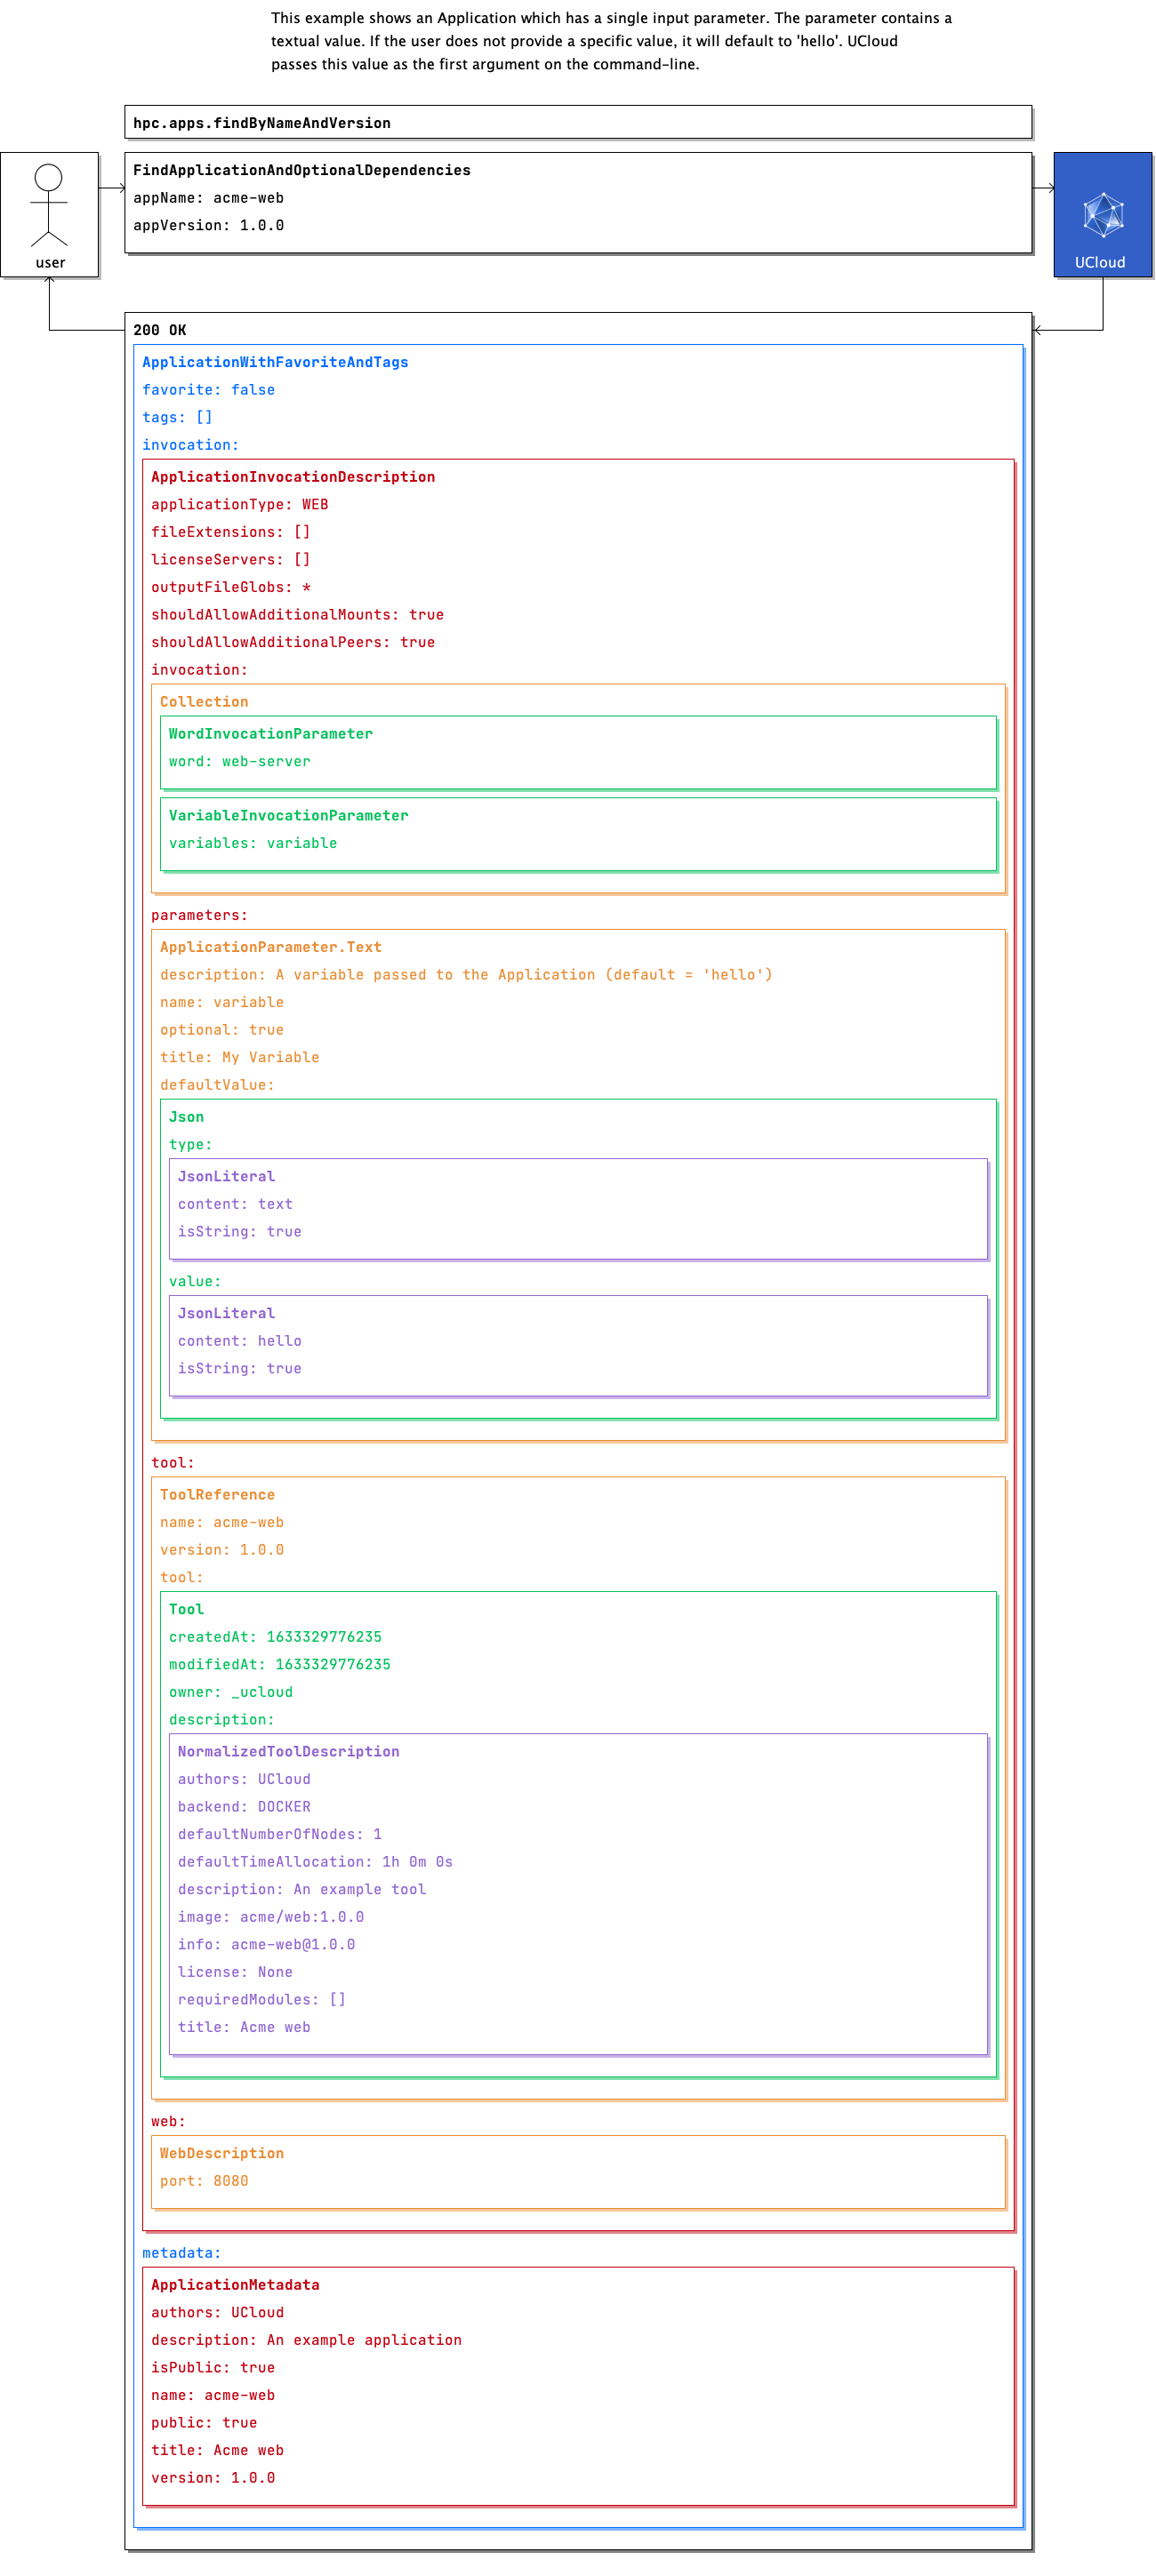 This example shows an Application which has a single input parameter. The parameter contains a
textual value. If the user does not provide a specific value, it will default to 'hello'. UCloud
passes this value as the first argument on the command-line.
hpc.apps.findByNameAndVersion
FindApplicationAndOptionalDependencies
appName: acme-web
appVersion: 1.0.0
user
UCloud
200 OK
ApplicationWithFavoriteAndTags
favorite: false
tags: []
invocation:
ApplicationInvocationDescription
applicationType: WEB
fileExtensions: []
licenseServers: []
outputFileGlobs: *
shouldAllowAdditionalMounts: true
shouldAllowAdditionalPeers: true
invocation:
Collection
WordInvocationParameter
word: web-server
VariableInvocationParameter
variables: variable
parameters:
ApplicationParameter.Text
description: A variable passed to the Application (default = 'hello')
name: variable
optional: true
title: My Variable
defaultValue:
Json
type:
JsonLiteral
content: text
isString: true
value:
JsonLiteral
content: hello
isString: true
tool:
ToolReference
name: acme-web
version: 1.0.0
tool:
Tool
createdAt: 1633329776235
modifiedAt: 1633329776235
owner: _ucloud
description:
NormalizedToolDescription
authors: UCloud
backend: DOCKER
defaultNumberOfNodes: 1
defaultTimeAllocation: 1h 0m 0s
description: An example tool
image: acme/web:1.0.0
info: acme-web@1.0.0
license: None
requiredModules: []
title: Acme web
web:
WebDescription
port: 8080
metadata:
ApplicationMetadata
authors: UCloud
description: An example application
isPublic: true
name: acme-web
public: true
title: Acme web
version: 1.0.0